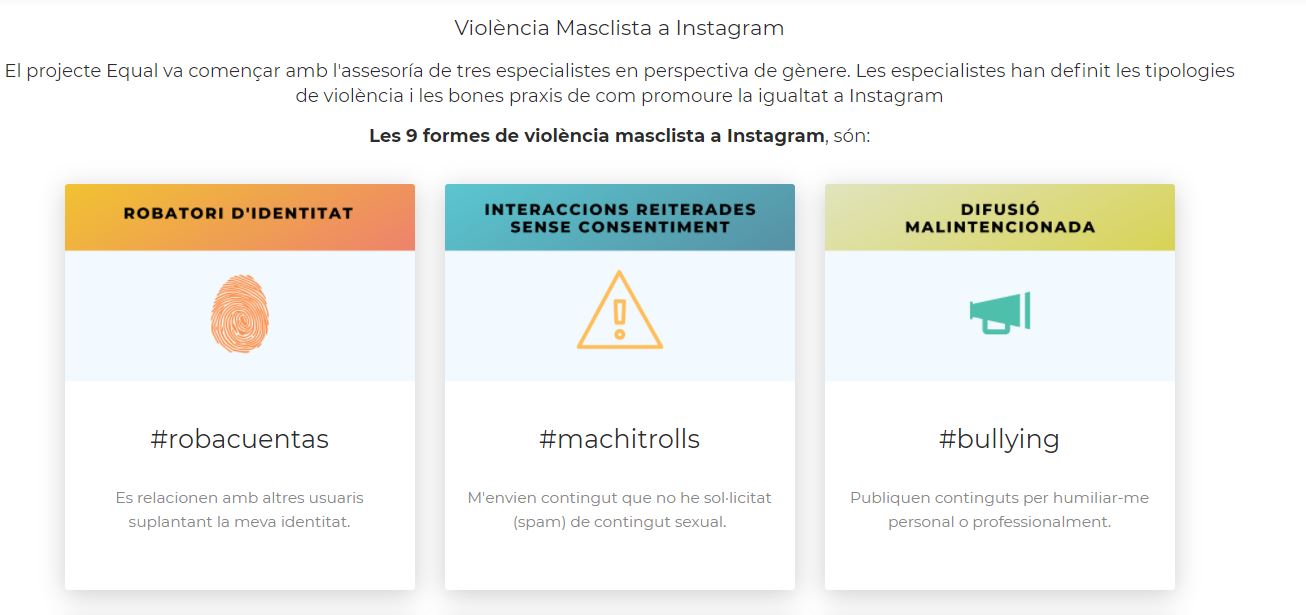 Violència Masclista a Instagram
El projecte Equal va començar amb l'assesoría de tres especialistes en perspectiva de gènere. Les especialistes han definit les tipologies
de violència i les bones praxis de com promoure la igualtat a Instagram
Les 9 formes de violència masclista a Instagram, són:
ROBATORI D'IDENTITAT
#robacuentas
Es relacionen amb altres usuaris
suplantant la meva identitat.
INTERACCIONS REITERADES
SENSE CONSENTIMENT
#machitrolls
M'envien contingut que no he sol·licitat
(spam) de contingut sexual.
DIFUSIÓ
MALINTENCIONADA
#bullying
Publiquen continguts per humiliar-me
personal o professionalment.